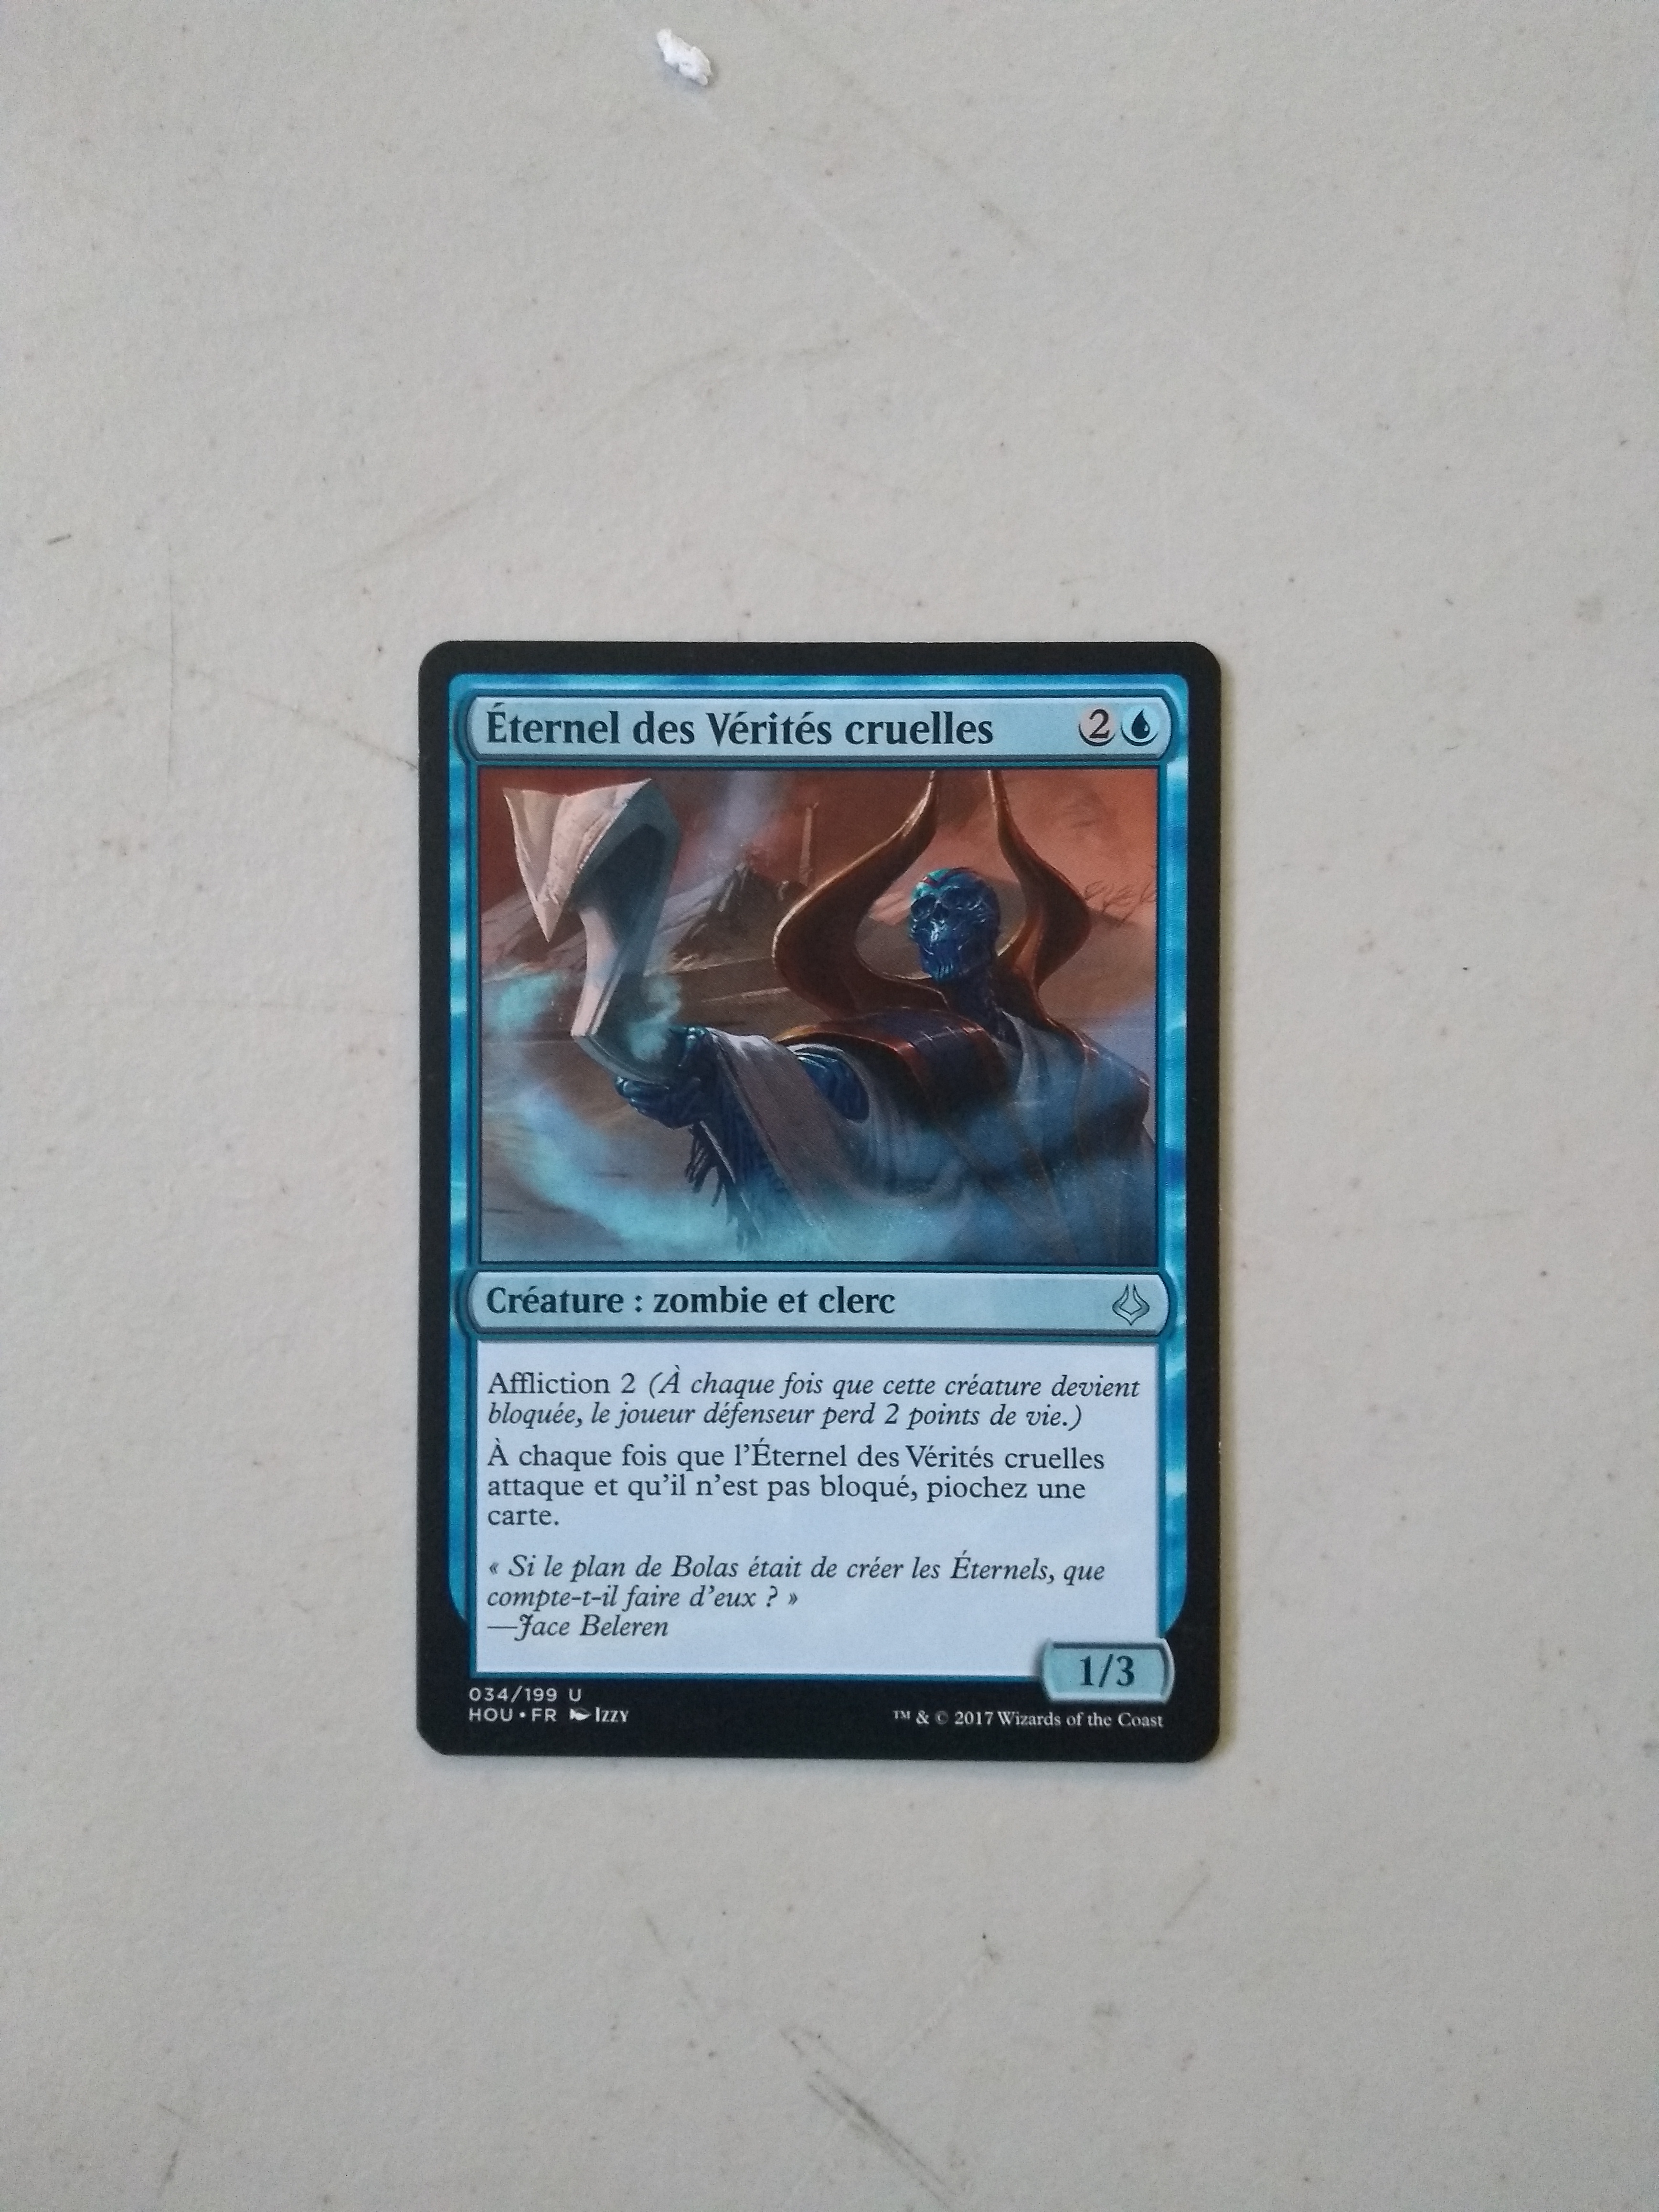 Éternel des Vérités cruelles 2
Créature : zombie et clerc
Affliction 2 (À chaque fois que cette créature devient
bloquée, le joueur défenseur perd 2 points de vie.)
À chaque fois que l'Éternel des Vérités cruelles
attaque et qu'il n'est pas bloqué, piochez une
carte.
« Si le plan de Bolas était de créer les Éternels, que
compte-t-il faire d'eux ? »
—Jace Beleren
1/3
034/199 U
HOU • FR Izzy
™ & © 2017 Wizards of the Coast